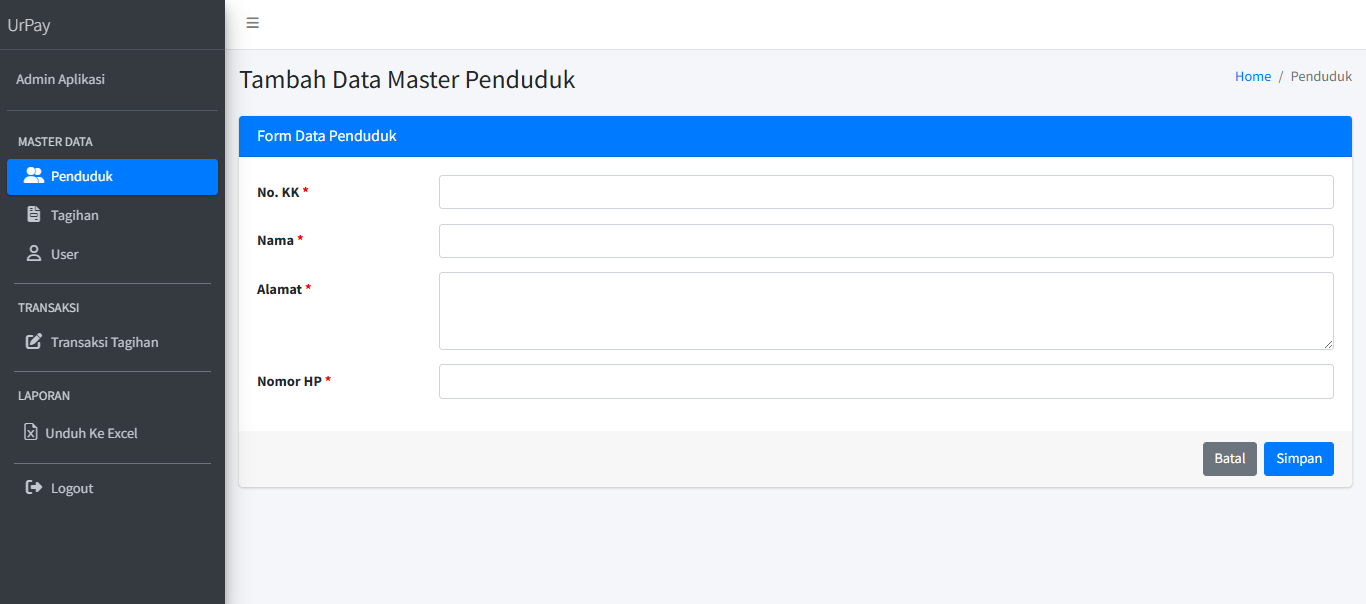 UrPay
Admin Aplikasi
MASTER DATA
Penduduk
Tagihan
User
TRANSAKSI
Transaksi Tagihan
LAPORAN
Unduh Ke Excel
Logout
Tambah Data Master Penduduk
Home / Penduduk
Form Data Penduduk
No. KK *
Nama *
Alamat *
Nomor HP *
Batal Simpan